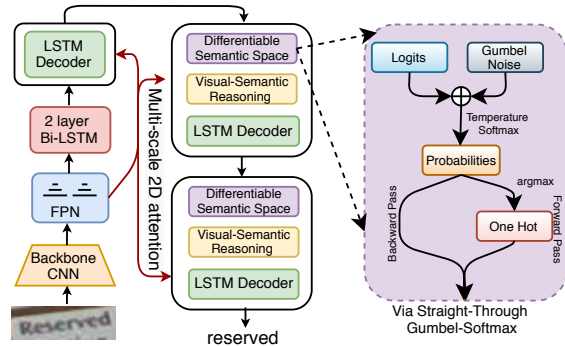 LSTM
Decoder
2 layer
Bi-LSTM
FPN
Backbone
CNN
Reserved
Multi-scale 2D attention
Differentiable
Semantic Space
Visual-Semantic
Reasoning
LSTM Decoder
Differentiable
Semantic Space
Visual-Semantic
Reasoning
LSTM Decoder
reserved
Logits
Gumbel
Noise
Temperature
Softmax
Probabilities
argmax
Backward Pass
One Hot
Forward Pass
Via Straight-Through
Gumbel-Softmax